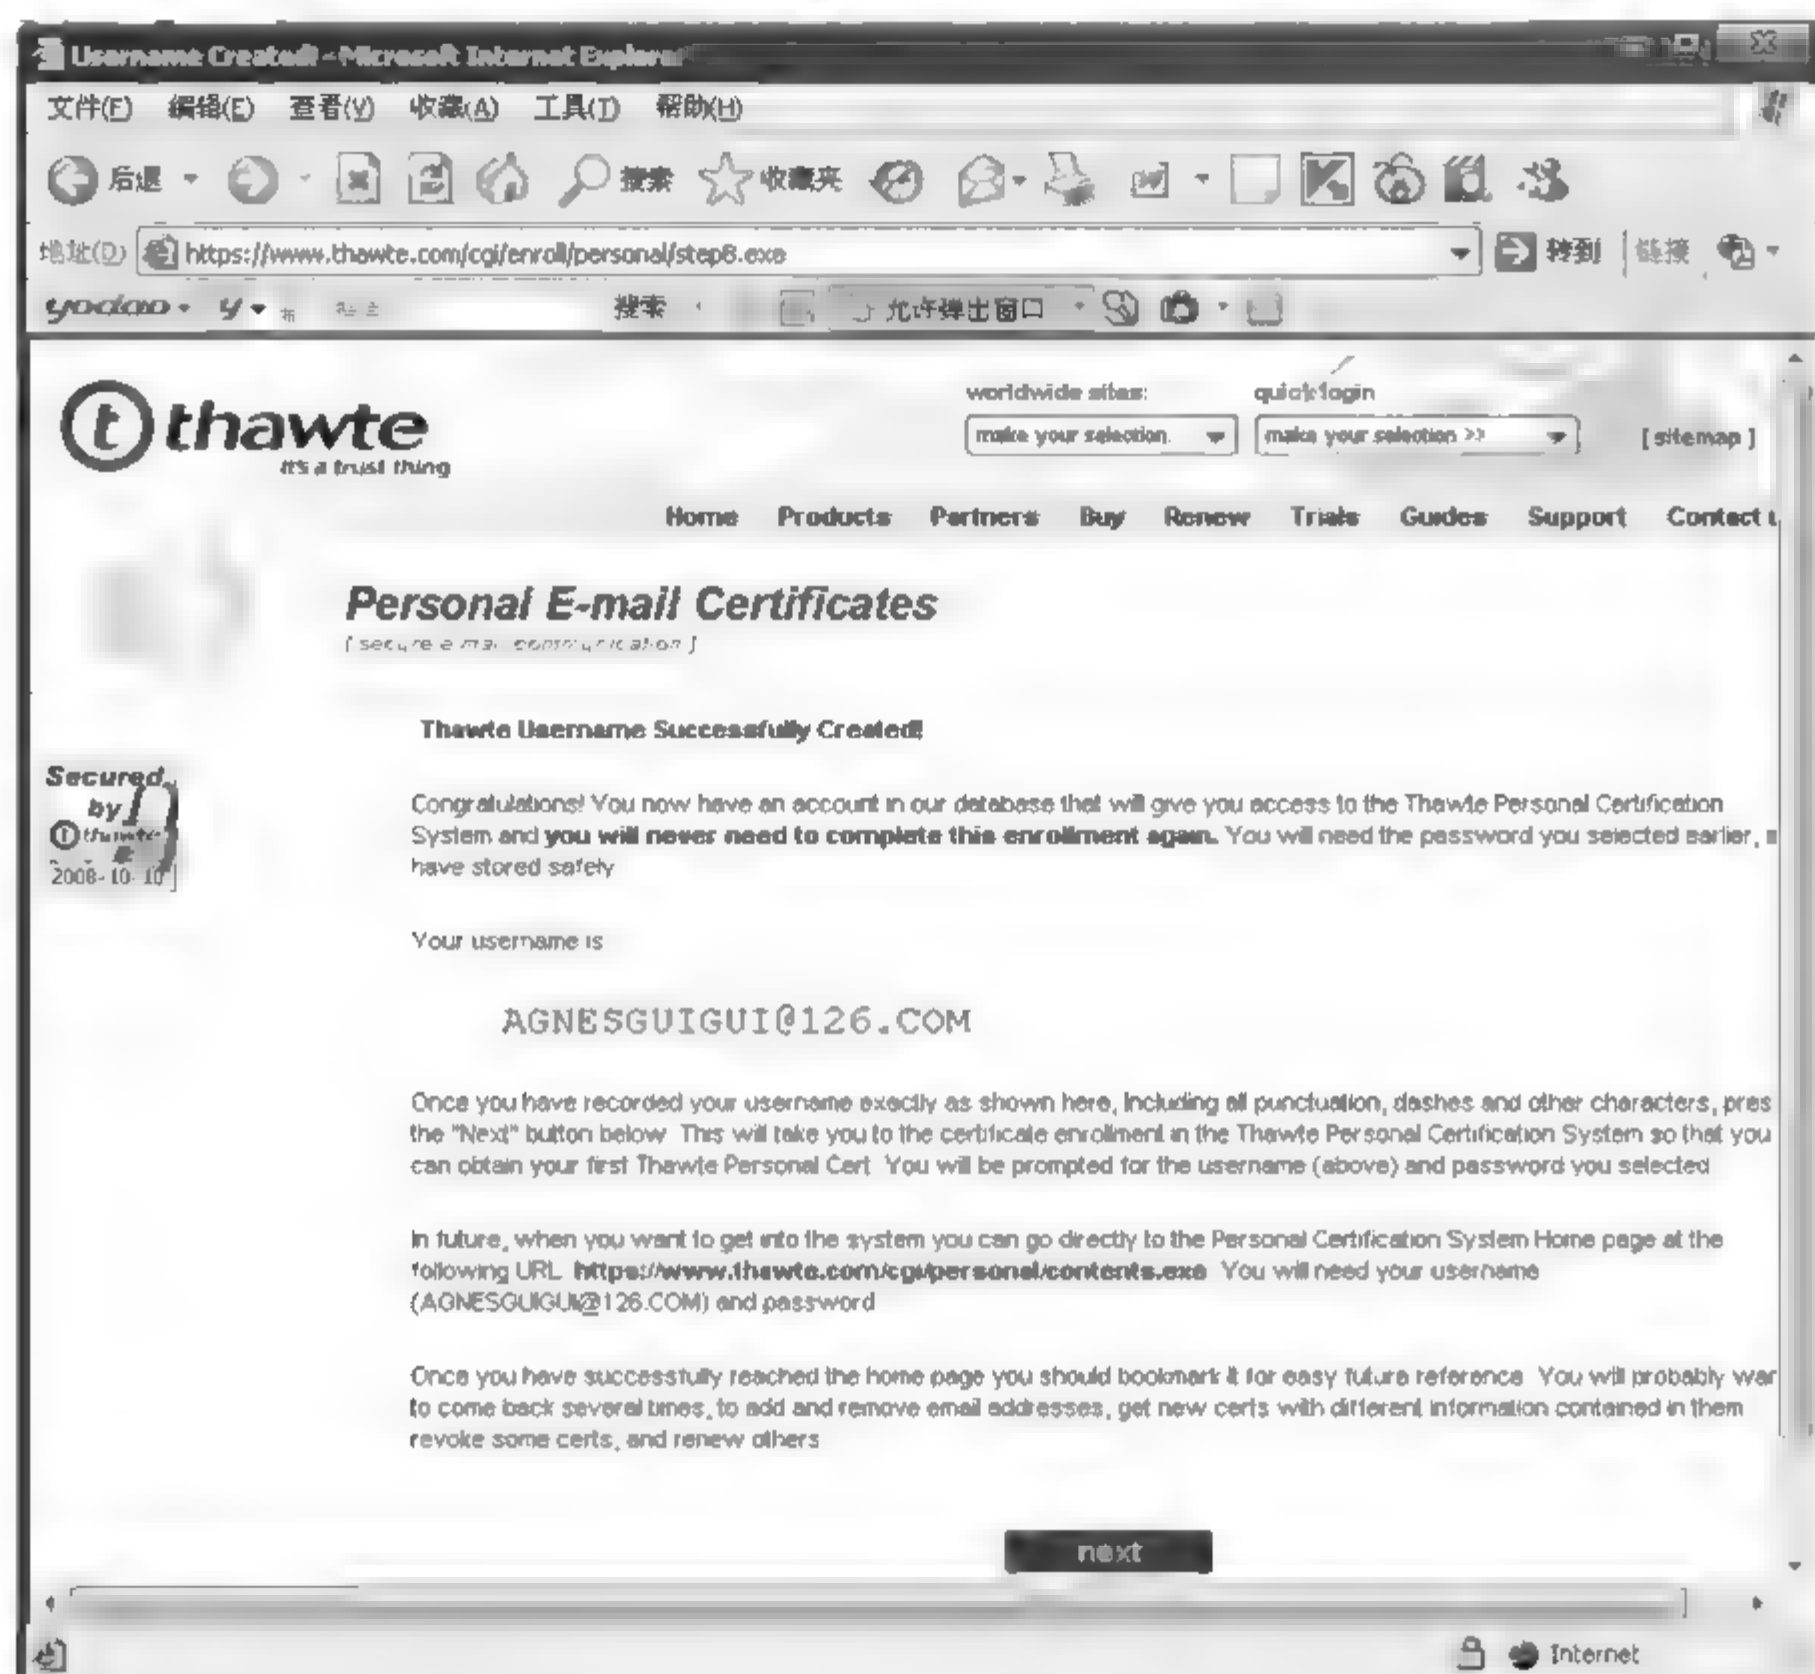 Username Created! - Microsoft Internet Explorer
文件(F) 编辑(E) 查看(V) 收藏(A) 工具(T) 帮助(H)
后退 搜索 收藏夹
地址(D) https://www.thawte.com/cgi/enroll/personal/step8.exe 转到 链接
yodao 搜索 允许弹出窗口
thawte
it's a trust thing
worldwide sites: quick login
make your selection. make your selection >> [ sitemap ]
Home Products Partners Buy Renew Trials Guides Support Contact u
Personal E-mail Certificates
[ secure e-mail communication ]
Thawte Username Successfully Created!
Secured
by
thawte
2008-10-10
Congratulations! You now have an account in our database that will give you access to the Thawte Personal Certification
System and you will never need to complete this enrollment again. You will need the password you selected earlier,
have stored safely
Your username is
AGNESGUIGUI@126.COM
Once you have recorded your username exactly as shown here, including all punctuation, dashes and other characters, pres
the "Next" button below This will take you to the certificate enrollment in the Thawte Personal Certification System so that you
can obtain your first Thawte Personal Cert You will be prompted for the username (above) and password you selected
In future, when you want to get into the system you can go directly to the Personal Certification System Home page at the
following URL https://www.thawte.com/cgi/personal/contents.exe You will need your username
(AGNESGUIGUI@126.COM) and password
Once you have successfully reached the home page you should bookmark it for easy future reference You will probably wan
to come back several times, to add and remove email addresses, get new certs with different information contained in them
revoke some certs, and renew others
next
Internet